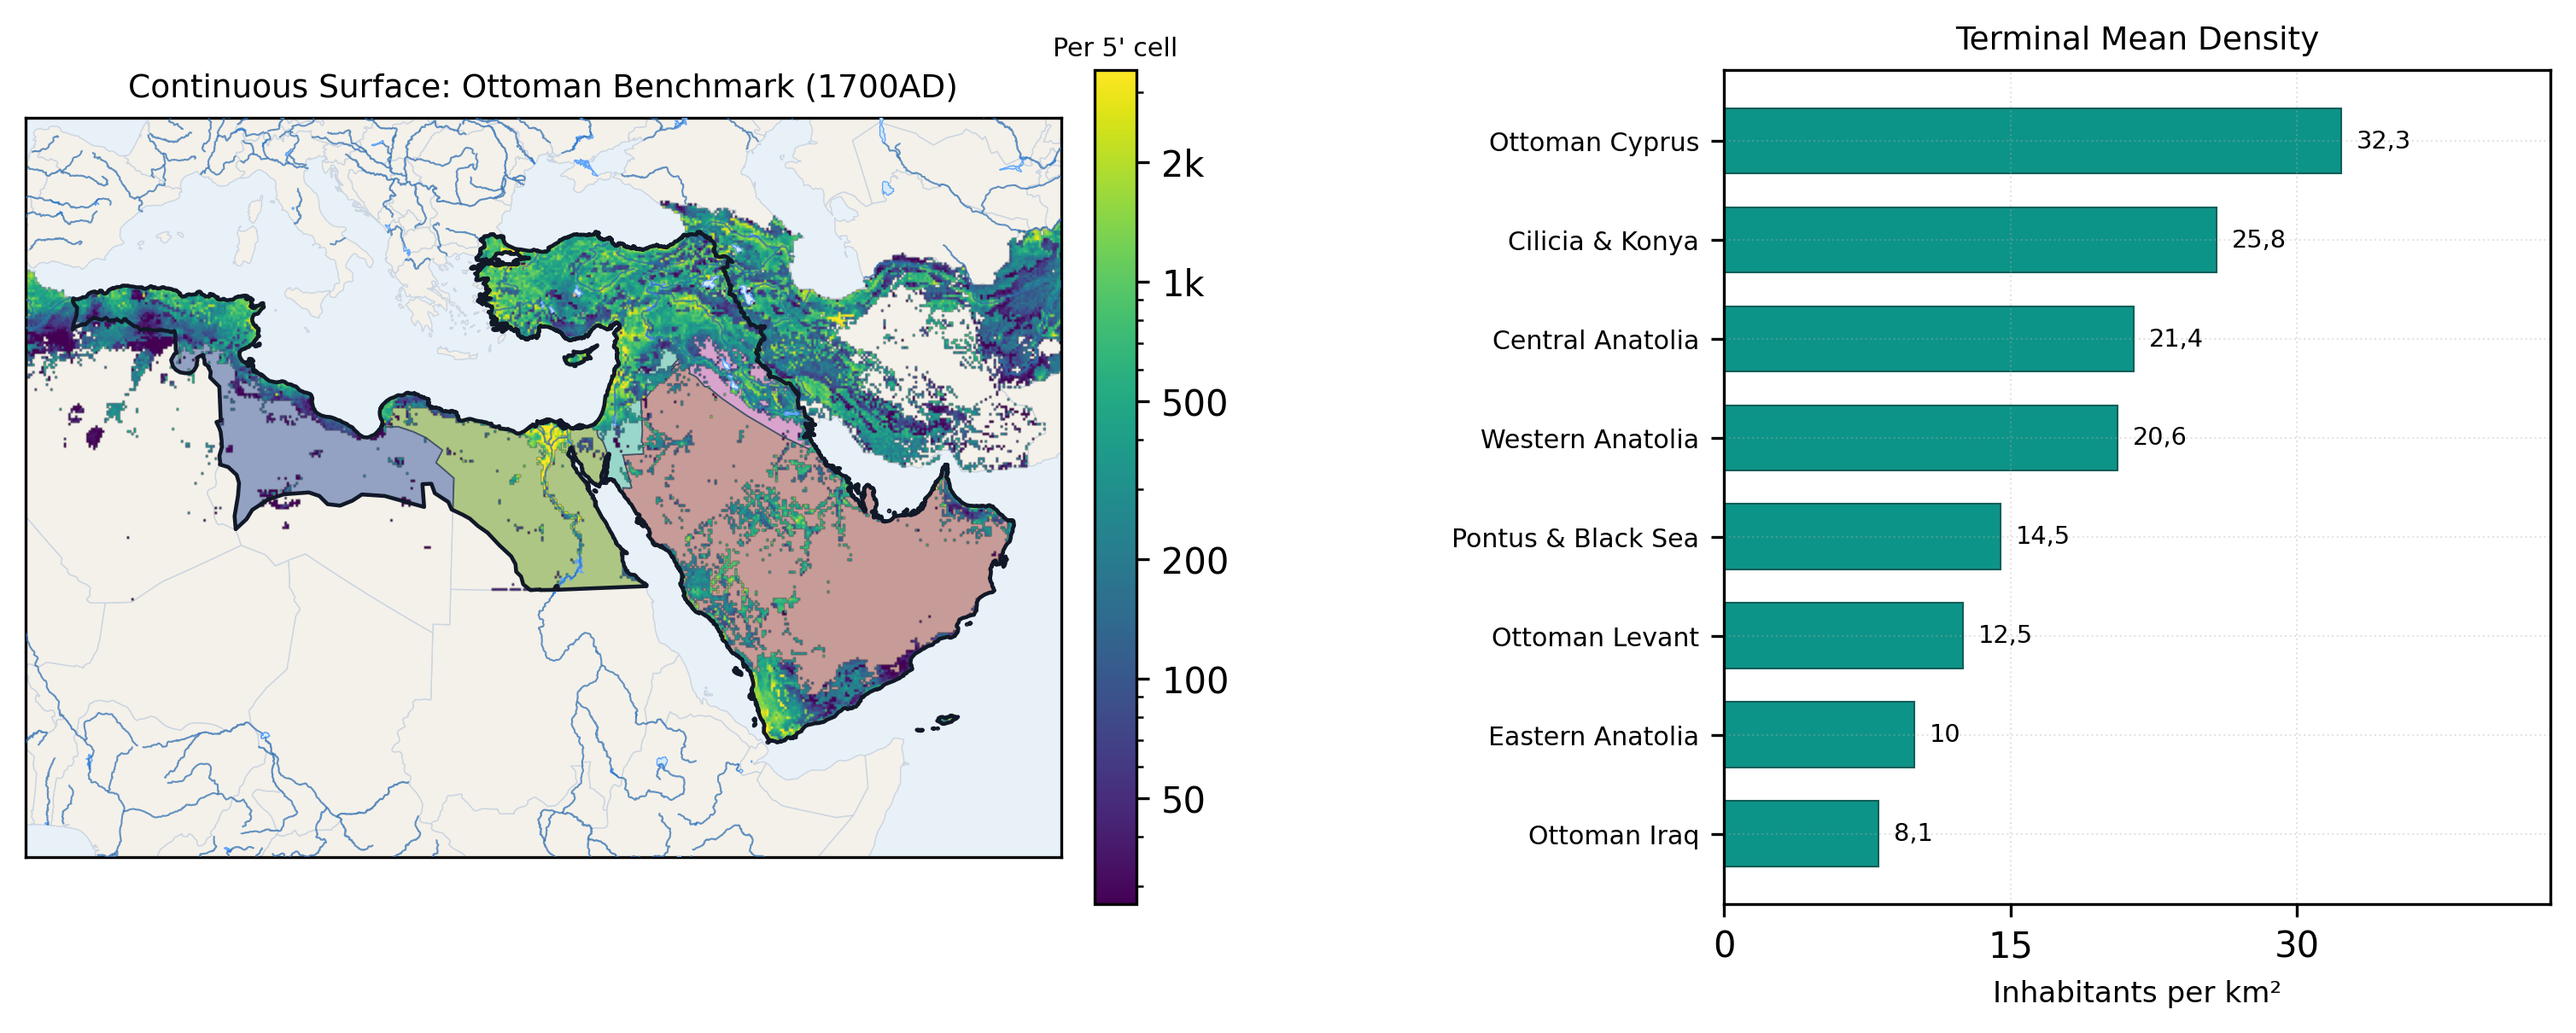 Continuous Surface: Ottoman Benchmark (1700AD)
Per 5' cell
2k
1k
500
200
100
50
Terminal Mean Density
Ottoman Cyprus 32,3
Cilicia & Konya 25,8
Central Anatolia 21,4
Western Anatolia 20,6
Pontus & Black Sea 14,5
Ottoman Levant 12,5
Eastern Anatolia 10
Ottoman Iraq 8,1
0 15 30
Inhabitants per km²